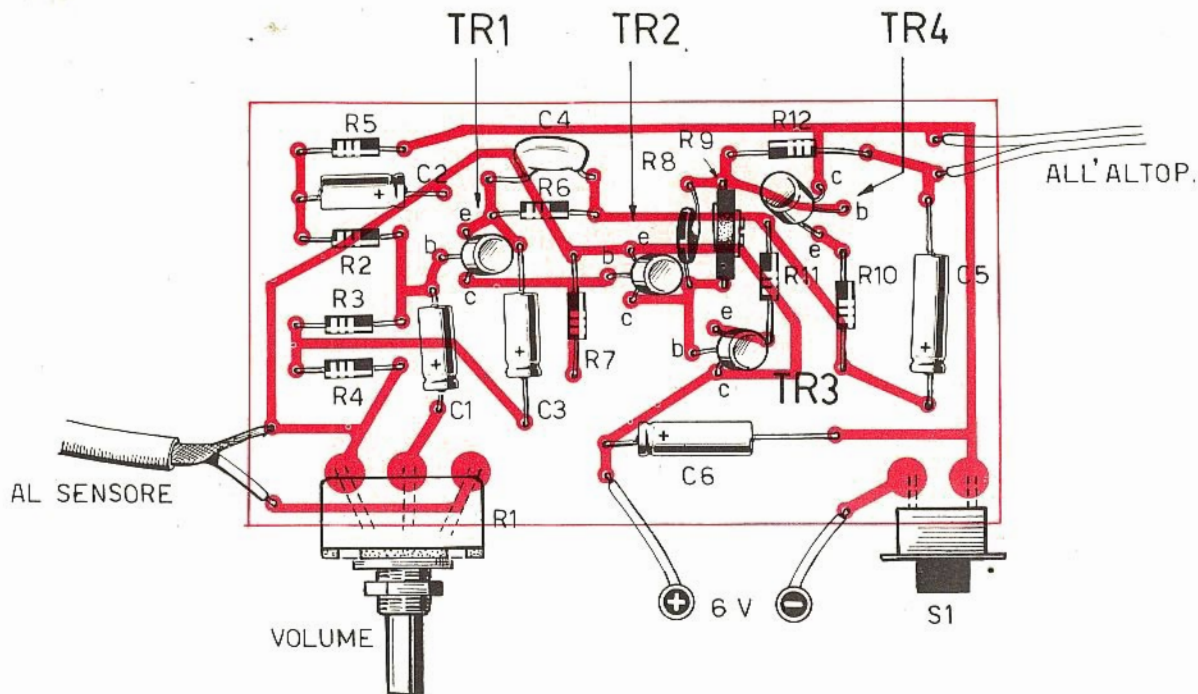 TR1
TR2
TR4
R5
C4
R12
R9
R8
C2
c
ALL'ALTOP.
b
R6
e
R2
b
e
b
e
R11
R10
C5
c
c
R3
e
b
R7
R4
c
TR3
C1
C3
C6
AL SENSORE
R1
+ 6 V -
S1
VOLUME